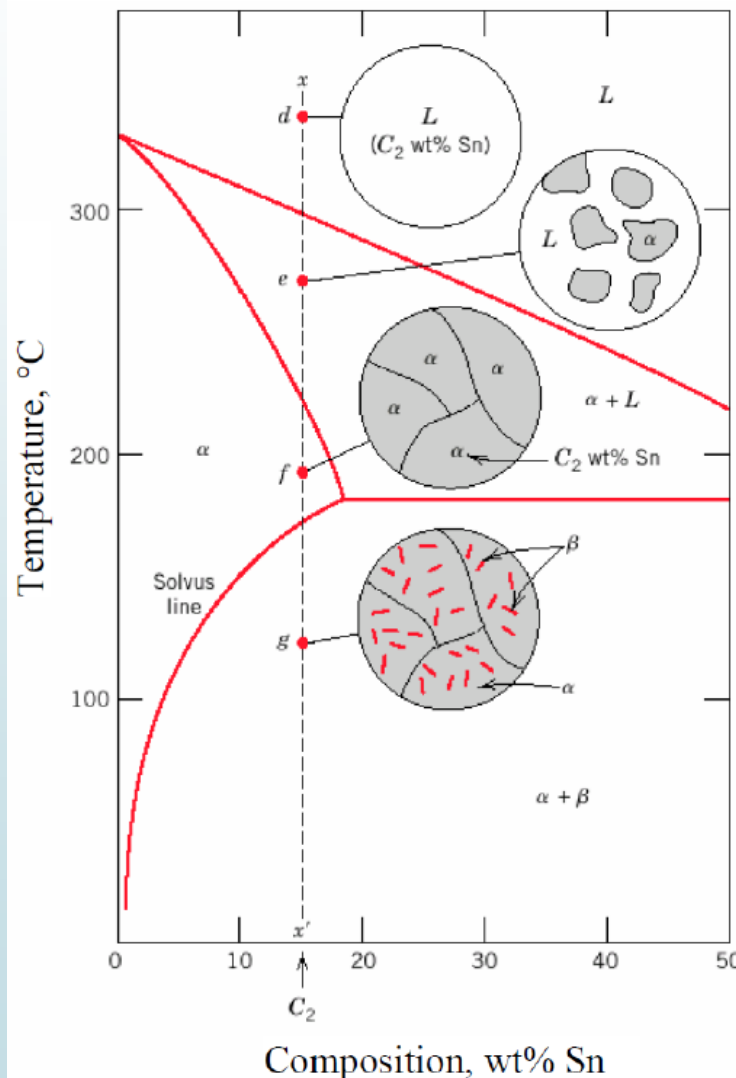 x
d
L
(C₂ wt% Sn)
L
300
L
α
e
Temperature, °C
α
α
α
α + L
α
C₂ wt% Sn
200
α
f
β
Solvus
line
g
α
100
α + β
x′
0
10
20
30
40
50
C₂
Composition, wt% Sn